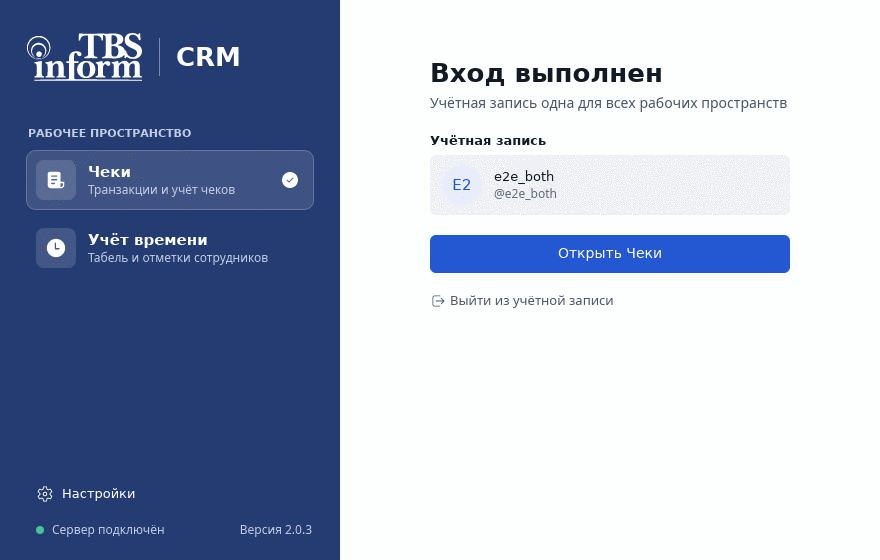 TBS
inform
CRM
РАБОЧЕЕ ПРОСТРАНСТВО
Чеки
Транзакции и учёт чеков
Учёт времени
Табель и отметки сотрудников
Настройки
Сервер подключён
Версия 2.0.3
Вход выполнен
Учётная запись одна для всех рабочих пространств
Учётная запись
E2
e2e_both
@e2e_both
Открыть Чеки
Выйти из учётной записи